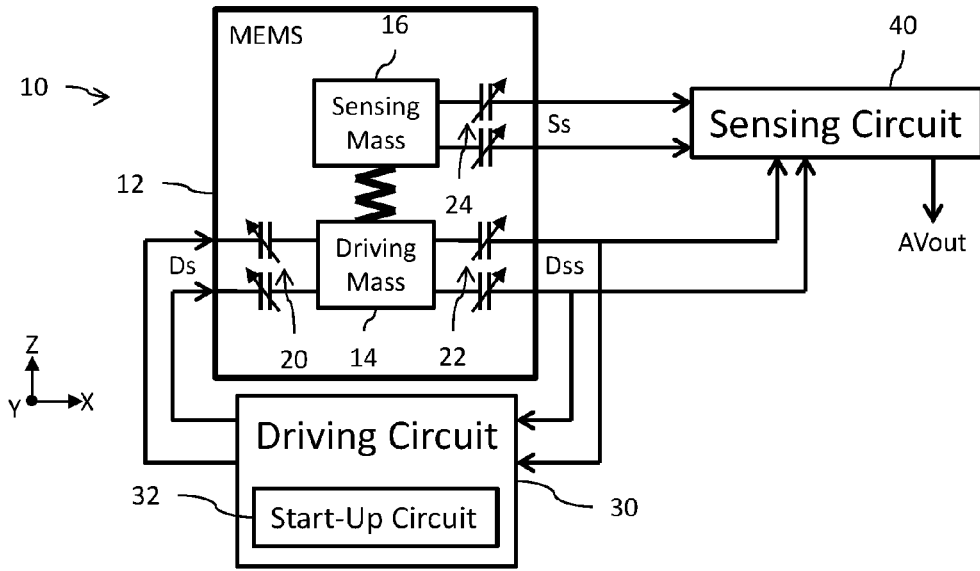 16
MEMS
40
10
Sensing
Mass
Ss
Sensing Circuit
24
12
AVout
Ds
Driving
Mass
Dss
20
14
22
Z
Y
X
Driving Circuit
32
Start-Up Circuit
30